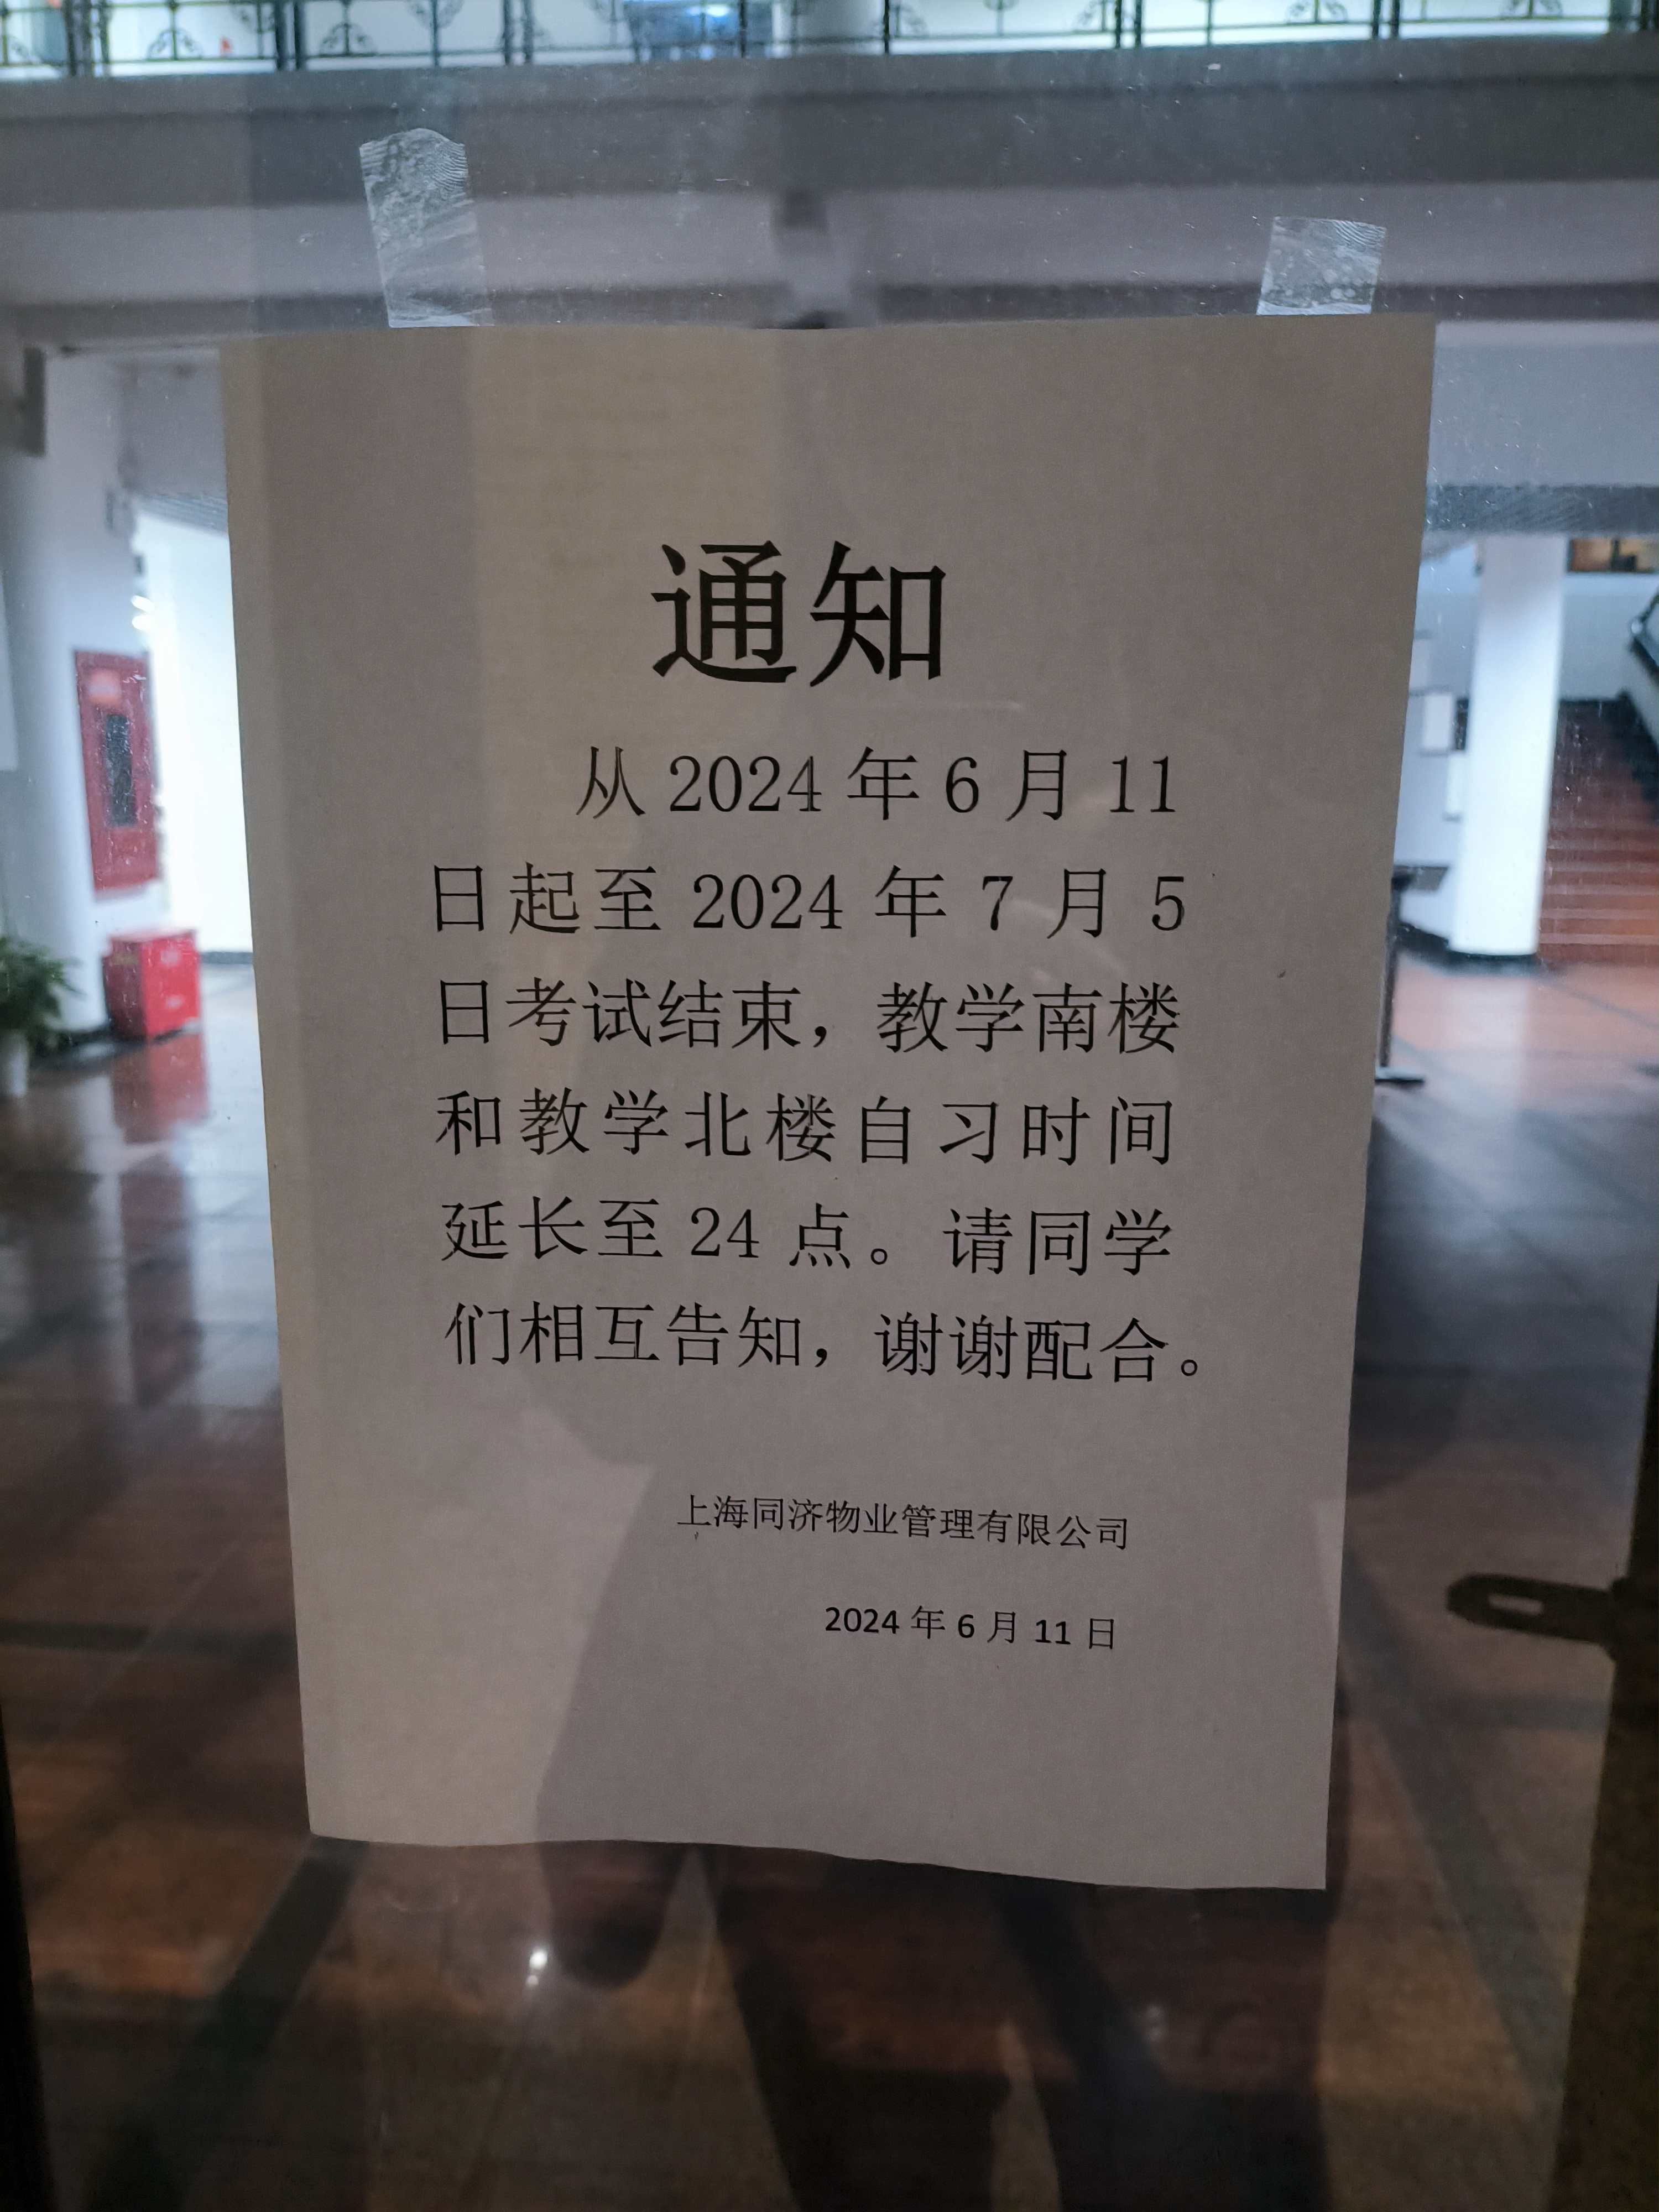 通知
从 2024 年 6 月 11
日起至 2024 年 7 月 5
日考试结束，教学南楼
和教学北楼自习时间
延长至 24 点。请同学
们相互告知，谢谢配合。
上海同济物业管理有限公司
2024 年 6 月 11 日